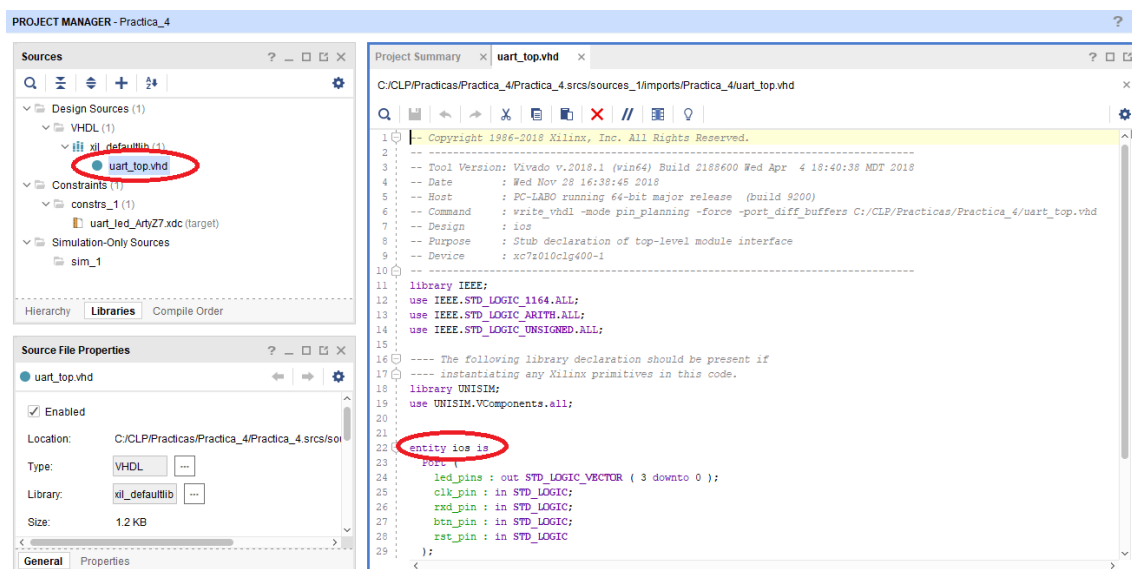 PROJECT MANAGER - Practica_4
?
Sources
Design Sources (1)
VHDL (1)
xil_defaultlib (1)
uart_top.vhd
Constraints (1)
constrs_1 (1)
uart_led_ArtyZ7.xdc (target)
Simulation-Only Sources
sim_1
Hierarchy Libraries Compile Order
Source File Properties
uart_top.vhd
Enabled
Location: C:/CLP/Practicas/Practica_4/Practica_4.srcs/sou
Type: VHDL
Library: xil_defaultlib
Size: 1.2 KB
General Properties
Project Summary uart_top.vhd
C:/CLP/Practicas/Practica_4/Practica_4.srcs/sources_1/imports/Practica_4/uart_top.vhd
1 -- Copyright 1986-2018 Xilinx, Inc. All Rights Reserved.
2 --------------------------------------------------------------------------------
3 -- Tool Version: Vivado v.2018.1 (win64) Build 2188600 Wed Apr  4 18:40:38 MDT 2018
4 -- Date : Wed Nov 28 16:38:45 2018
5 -- Host : PC-LABO running 64-bit major release  (build 9200)
6 -- Command : write_vhdl -mode pin_planning -force -port_diff_buffers C:/CLP/Practicas/Practica_4/uart_top.vhd
7 -- Design : ios
8 -- Purpose : Stub declaration of top-level module interface
9 -- Device : xc7z010clg400-1
10 -- --------------------------------------------------------------------------------
11 library IEEE;
12 use IEEE.STD_LOGIC_1164.ALL;
13 use IEEE.STD_LOGIC_ARITH.ALL;
14 use IEEE.STD_LOGIC_UNSIGNED.ALL;
15
16 ---- The following library declaration should be present if
17 ---- instantiating any Xilinx primitives in this code.
18 library UNISIM;
19 use UNISIM.VComponents.all;
20
21
22 entity ios is
23 Port (
24 led_pins : out STD_LOGIC_VECTOR ( 3 downto 0 );
25 clk_pin : in STD_LOGIC;
26 rxd_pin : in STD_LOGIC;
27 btn_pin : in STD_LOGIC;
28 rst_pin : in STD_LOGIC
29 );